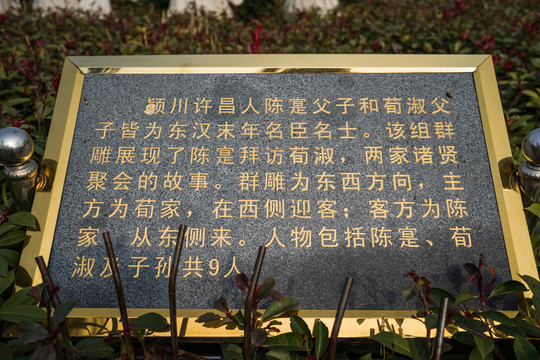 颍川许昌人陈寔父子和荀淑父
子皆为东汉末年名臣名士。该组群
雕展现了陈寔拜访荀淑，两家诸贤
聚会的故事。群雕为东西方向，主
方为荀家，在西侧迎客；客方为陈
家，从东侧来。人物包括陈寔、荀
淑及子孙共9人